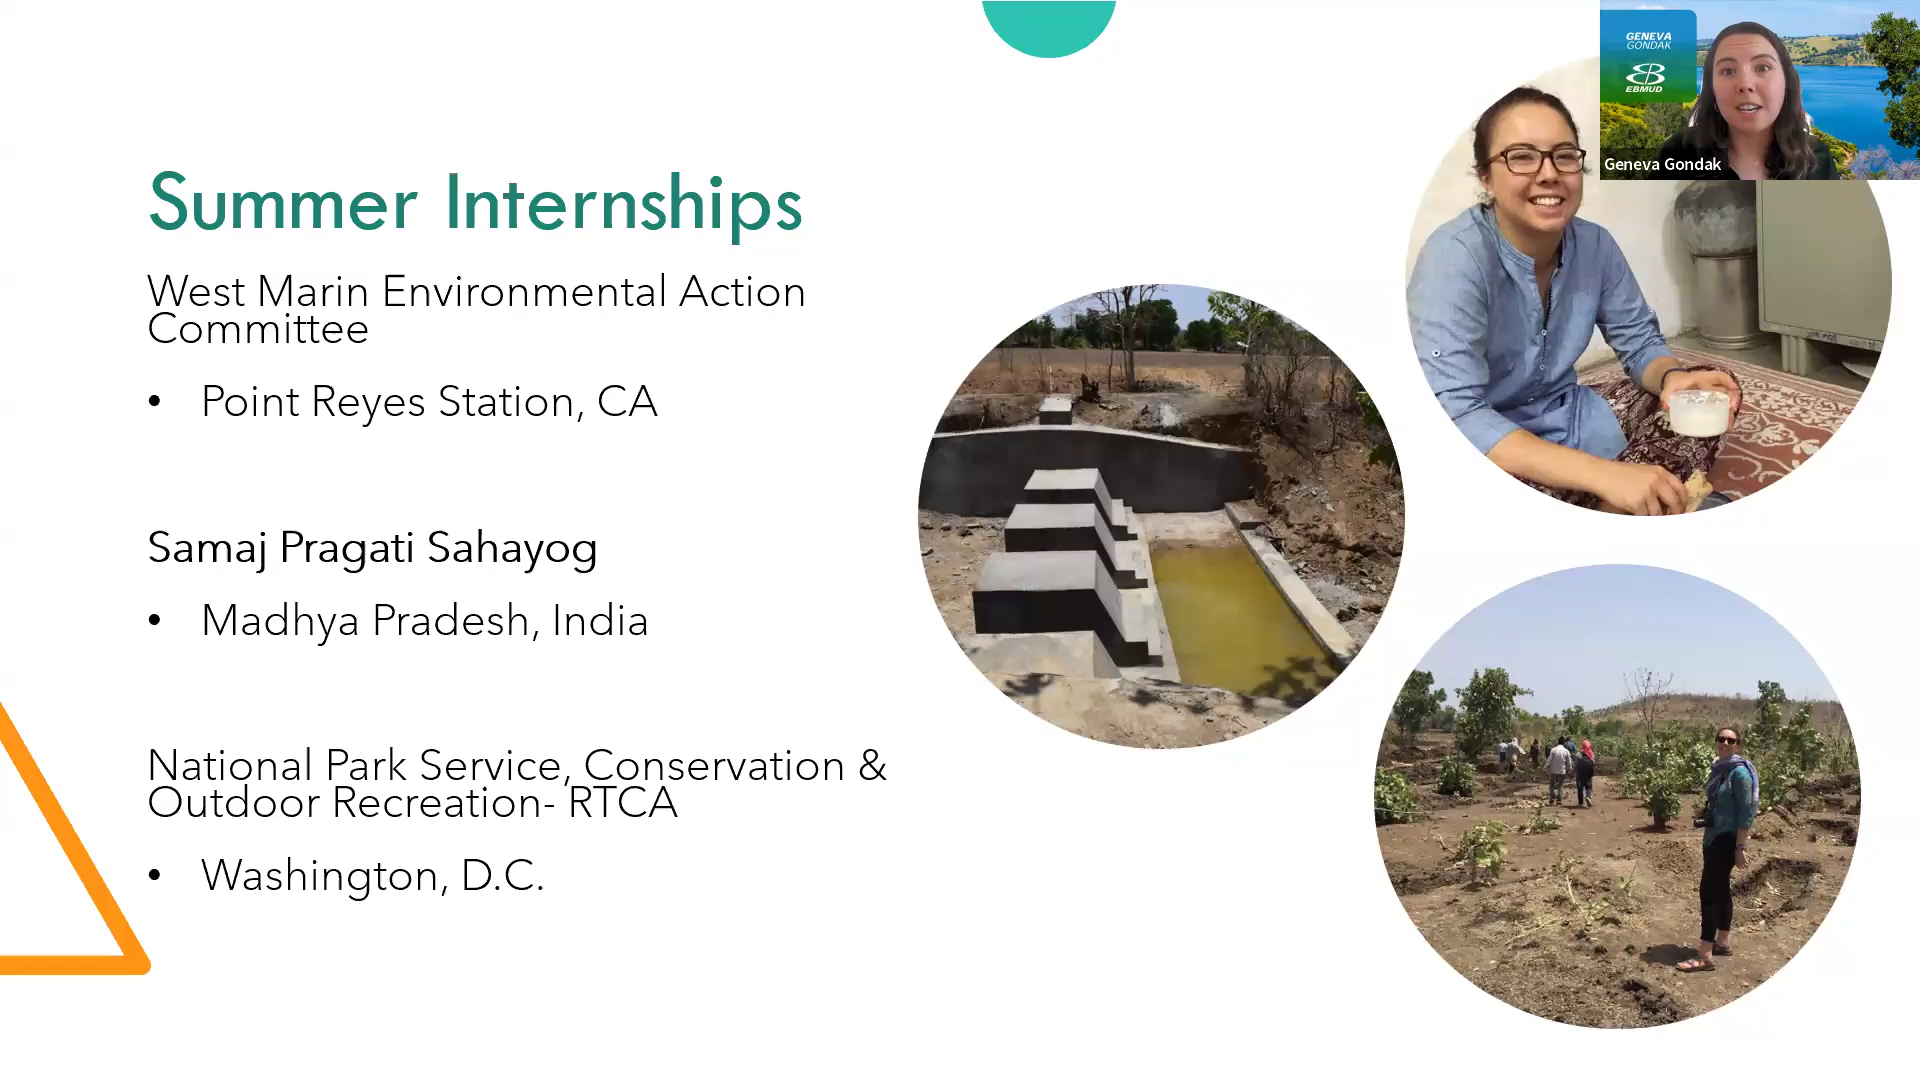 GENEVA
GONDAK
EBMUD
Geneva Gondak
Summer Internships
West Marin Environmental Action
Committee
• Point Reyes Station, CA
Samaj Pragati Sahayog
• Madhya Pradesh, India
National Park Service, Conservation &
Outdoor Recreation- RTCA
• Washington, D.C.